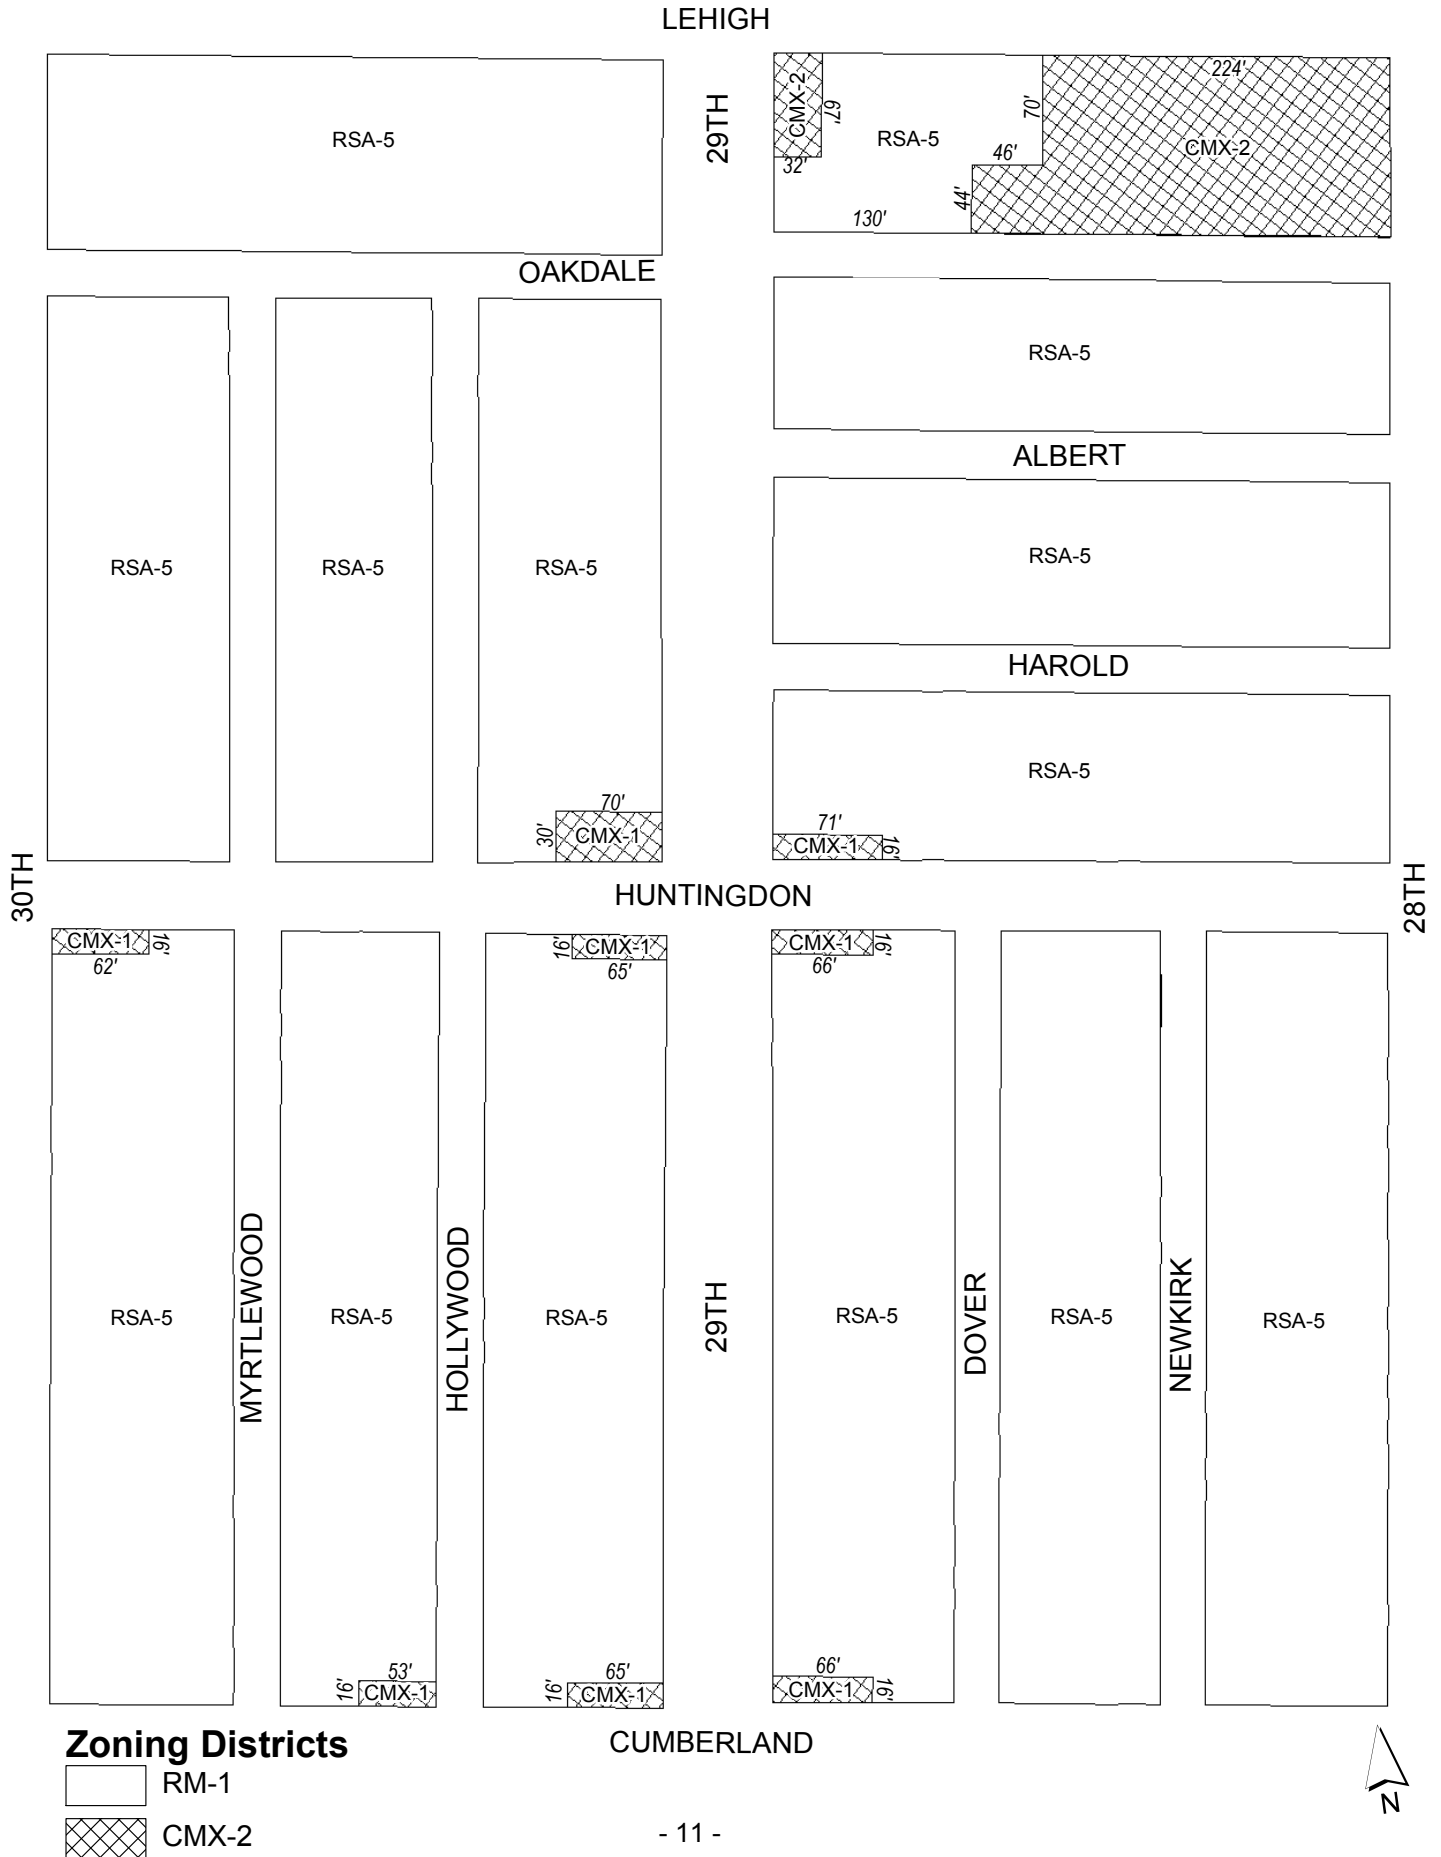 LEHIGH
RSA-5
29TH
CMX-2
67'
32'
RSA-5
130'
70'
46'
44'
224'
CMX-2
OAKDALE
RSA-5
ALBERT
RSA-5
RSA-5
RSA-5
RSA-5
HAROLD
RSA-5
70'
30'
CMX-1
71'
CMX-1
16'
30TH
HUNTINGDON
28TH
CMX-1
16'
62'
16'
CMX-1
65'
CMX-1
16'
66'
RSA-5
MYRTLEWOOD
RSA-5
HOLLYWOOD
RSA-5
29TH
RSA-5
DOVER
RSA-5
NEWKIRK
RSA-5
53'
16'
CMX-1
65'
16'
CMX-1
66'
CMX-1
16'
Zoning Districts
CUMBERLAND
RM-1
CMX-2
N
- 11 -